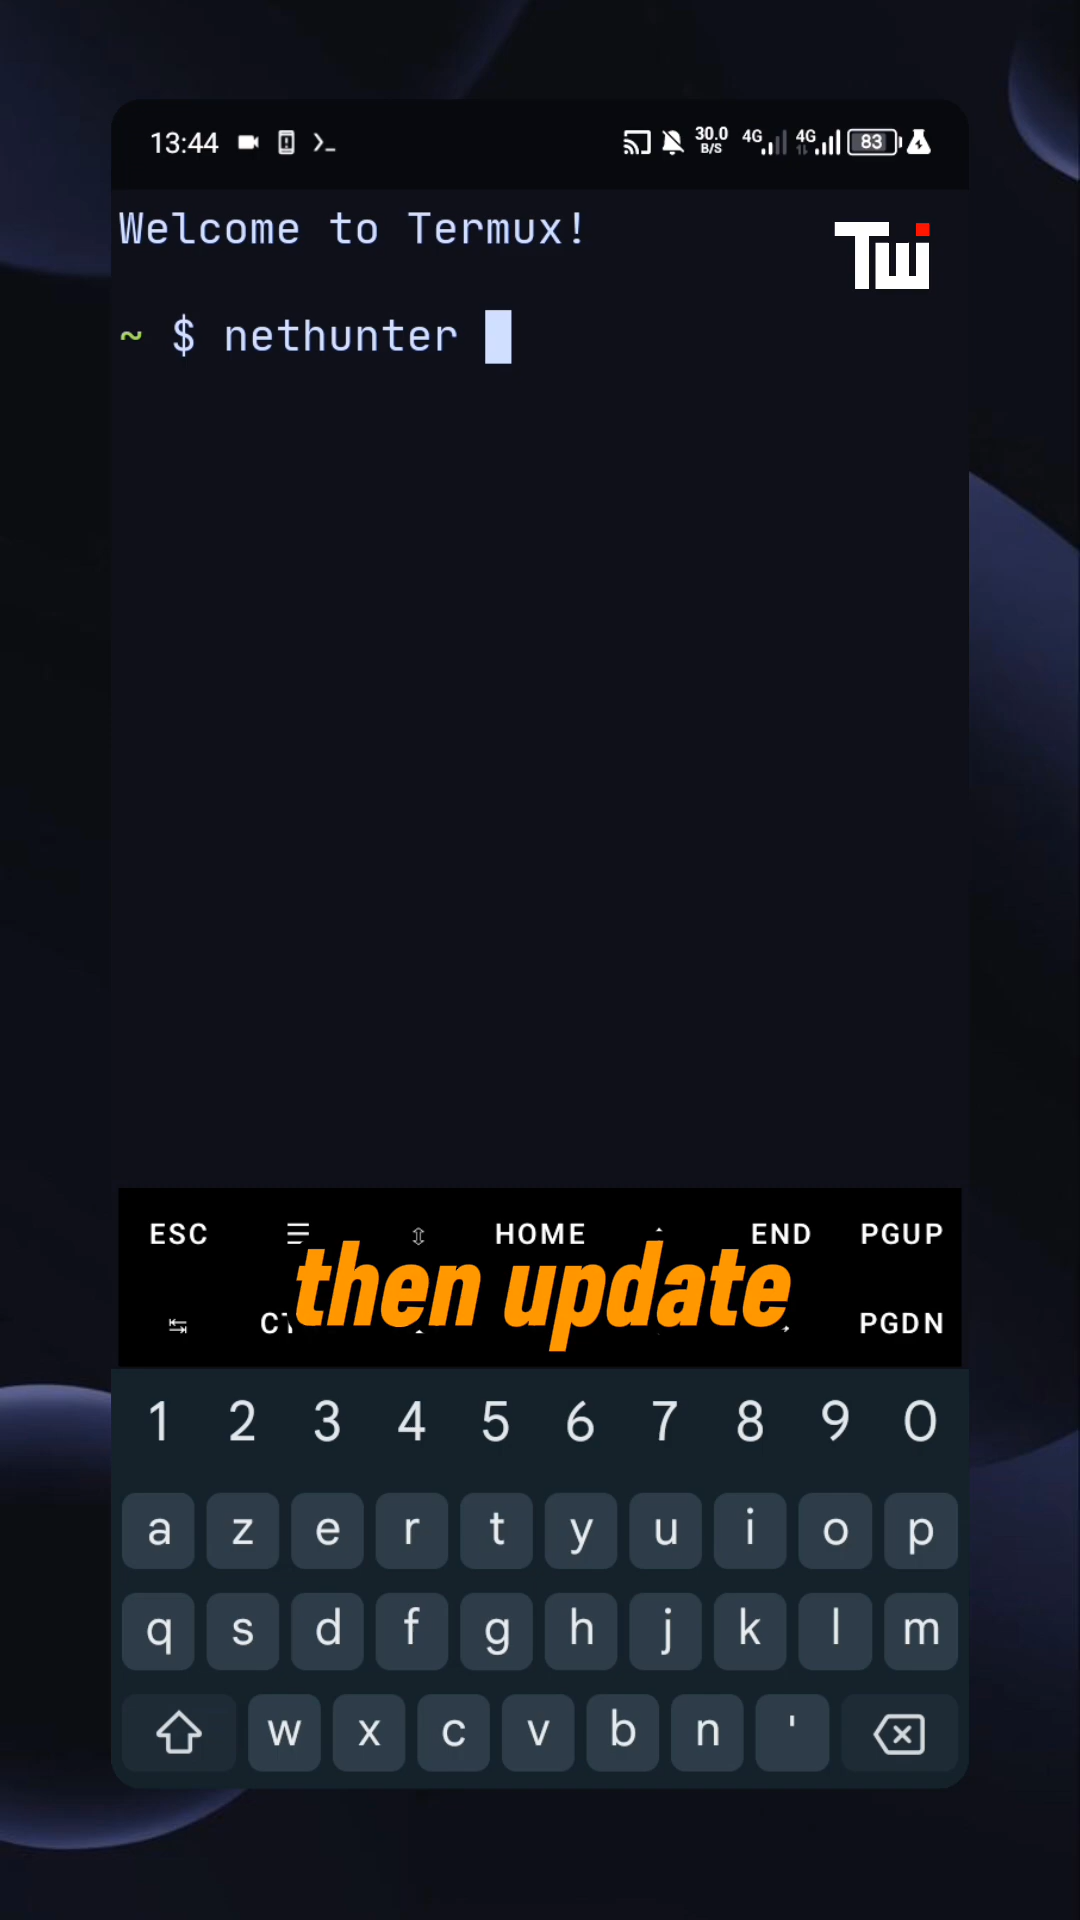 13:44 30.0 B/S 4G 4G 83
Welcome to Termux!
Twi
~ $ nethunter
ESC HOME END PGUP
then update
PGDN
1 2 3 4 5 6 7 8 9 0
a z e r t y u i o p
q s d f g h j k l m
w x c v b n '